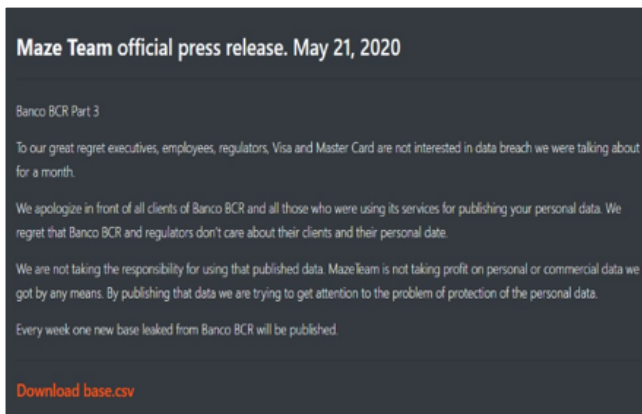 Maze Team official press release. May 21, 2020
Banco BCR Part 3
To our great regret executives, employees, regulators, Visa and Master Card are not interested in data breach we were talking about
for a month.
We apologize in front of all clients of Banco BCR and all those who were using its services for publishing your personal data. We
regret that Banco BCR and regulators don't care about their clients and their personal date.
We are not taking the responsibility for using that published data. MazeTeam is not taking profit on personal or commercial data we
got by any means. By publishing that data we are trying to get attention to the problem of protection of the personal data.
Every week one new base leaked from Banco BCR will be published.
Download base.csv